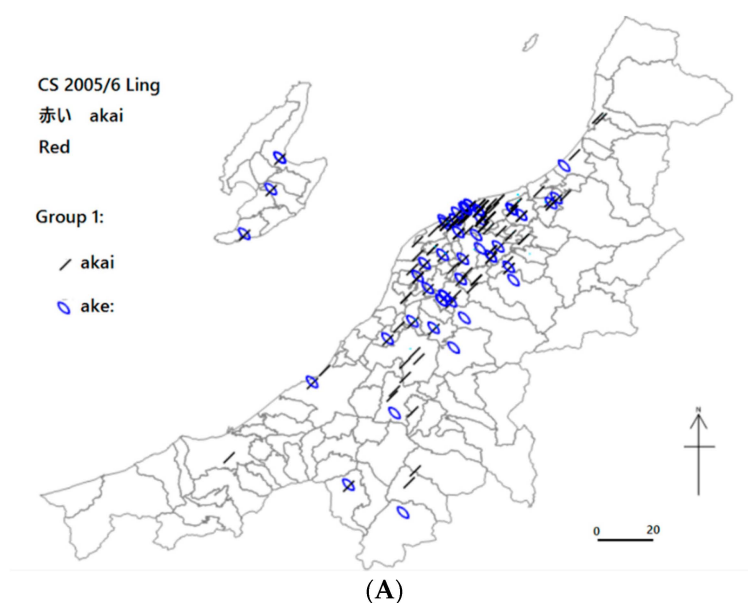 CS 2005/6 Ling
赤い akai
Red
Group 1:
akai
ake:
N
0 20
(A)